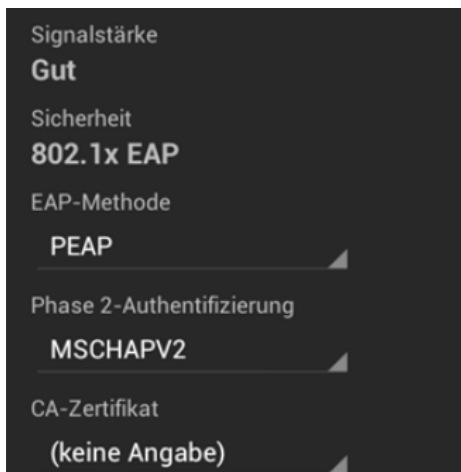 Signalstärke
Gut
Sicherheit
802.1x EAP
EAP-Methode
PEAP
Phase 2-Authentifizierung
MSCHAPV2
CA-Zertifikat
(keine Angabe)